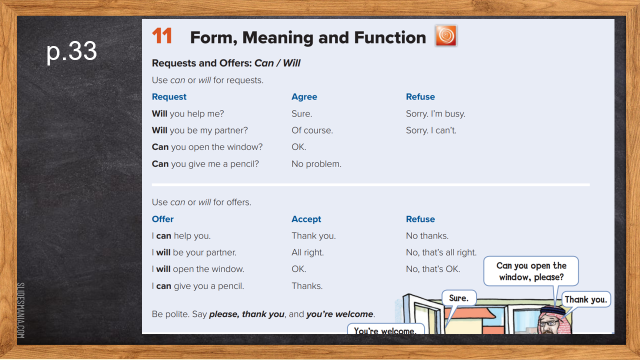 p.33
11 Form, Meaning and Function
Requests and Offers: Can / Will
Use can or will for requests.
Request Agree Refuse
Will you help me? Sure. Sorry. I'm busy.
Will you be my partner? Of course. Sorry. I can't.
Can you open the window? OK.
Can you give me a pencil? No problem.
Use can or will for offers.
Offer Accept Refuse
I can help you. Thank you. No thanks.
I will be your partner. All right. No, that's all right.
I will open the window. OK. No, that's OK.
I can give you a pencil. Thanks.
Be polite. Say please, thank you, and you're welcome.
Can you open the
window, please?
Sure.
Thank you.
You're welcome.
SLIDESMANIA.COM